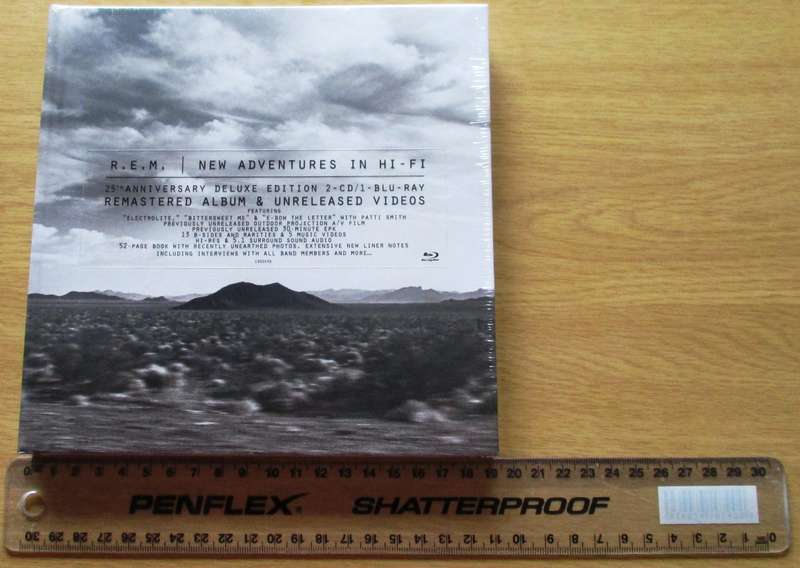 R.E.M. | NEW ADVENTURES IN HI-FI
25TH ANNIVERSARY DELUXE EDITION 2-CD/1-BLU-RAY
REMASTERED ALBUM & UNRELEASED VIDEOS
FEATURING
"ELECTROLITE," "BITTERSWEET ME" & "E-BOW THE LETTER" WITH PATTI SMITH
PREVIOUSLY UNRELEASED OUTDOOR PROJECTION A/V FILM
PREVIOUSLY UNRELEASED 30-MINUTE EPK
13 B-SIDES AND RARITIES & 5 MUSIC VIDEOS
HI-RES & 5.1 SURROUND SOUND AUDIO
52-PAGE BOOK WITH RECENTLY UNEARTHED PHOTOS, EXTENSIVE NEW LINER NOTES
INCLUDING INTERVIEWS WITH ALL BAND MEMBERS AND MORE...
0 1 2 3 4 5 6 7 8 9 10 11 12 13 14 15 16 17 18 19 20 21 22 23 24 25 26 27 28 29 30
PENFLEX SHATTERPROOF
30 29 28 27 26 25 24 23 22 21 20 19 18 17 16 15 14 13 12 11 10 9 8 7 6 5 4 3 2 1 0